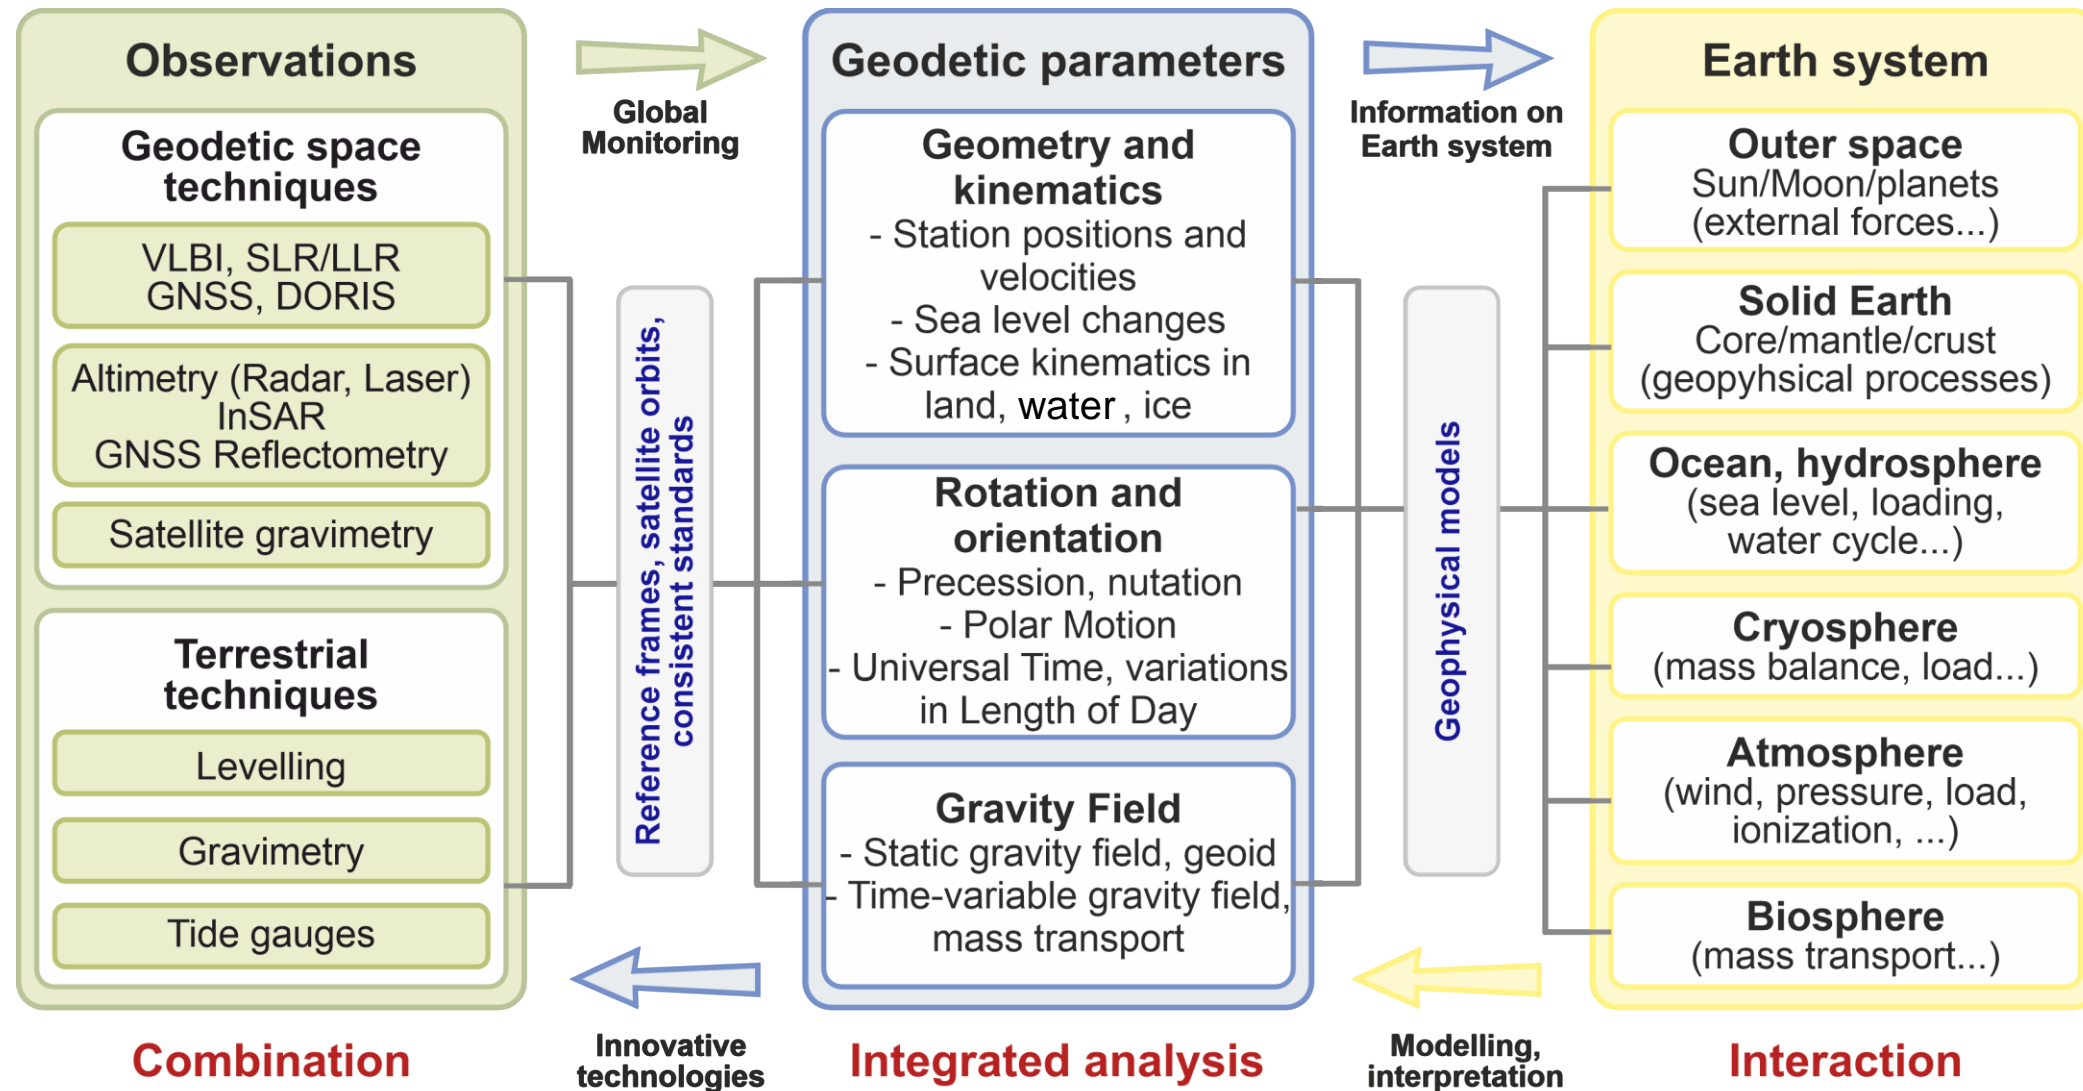 Observations
Geodetic space
techniques
VLBI, SLR/LLR
GNSS, DORIS
Altimetry (Radar, Laser)
InSAR
GNSS Reflectometry
Satellite gravimetry
Terrestrial
techniques
Levelling
Gravimetry
Tide gauges
Combination
Global
Monitoring
Reference frames, satellite orbits,
consistent standards
Innovative
technologies
Geodetic parameters
Geometry and
kinematics
- Station positions and
velocities
- Sea level changes
- Surface kinematics in
land, water , ice
Rotation and
orientation
- Precession, nutation
- Polar Motion
- Universal Time, variations
in Length of Day
Gravity Field
- Static gravity field, geoid
- Time-variable gravity field,
mass transport
Integrated analysis
Information on
Earth system
Geophysical models
Modelling,
interpretation
Earth system
Outer space
Sun/Moon/planets
(external forces...)
Solid Earth
Core/mantle/crust
(geopyhsical processes)
Ocean, hydrosphere
(sea level, loading,
water cycle...)
Cryosphere
(mass balance, load...)
Atmosphere
(wind, pressure, load,
ionization, ...)
Biosphere
(mass transport...)
Interaction